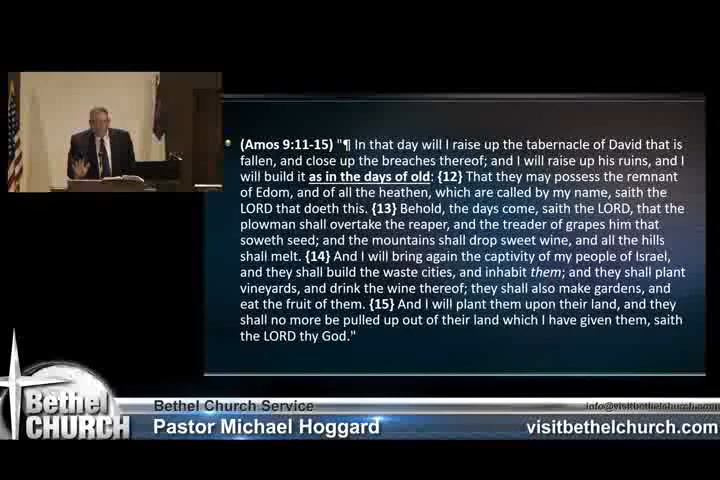 (Amos 9:11-15) "¶ In that day will I raise up the tabernacle of David that is
fallen, and close up the breaches thereof; and I will raise up his ruins, and I
will build it as in the days of old: {12} That they may possess the remnant
of Edom, and of all the heathen, which are called by my name, saith the
LORD that doeth this. {13} Behold, the days come, saith the LORD, that the
plowman shall overtake the reaper, and the treader of grapes him that
soweth seed; and the mountains shall drop sweet wine, and all the hills
shall melt. {14} And I will bring again the captivity of my people of Israel,
and they shall build the waste cities, and inhabit them; and they shall plant
vineyards, and drink the wine thereof; they shall also make gardens, and
eat the fruit of them. {15} And I will plant them upon their land, and they
shall no more be pulled up out of their land which I have given them, saith
the LORD thy God."
Bethel
CHURCH
Bethel Church Service
info@visitbethelchurch.com
Pastor Michael Hoggard
visitbethelchurch.com